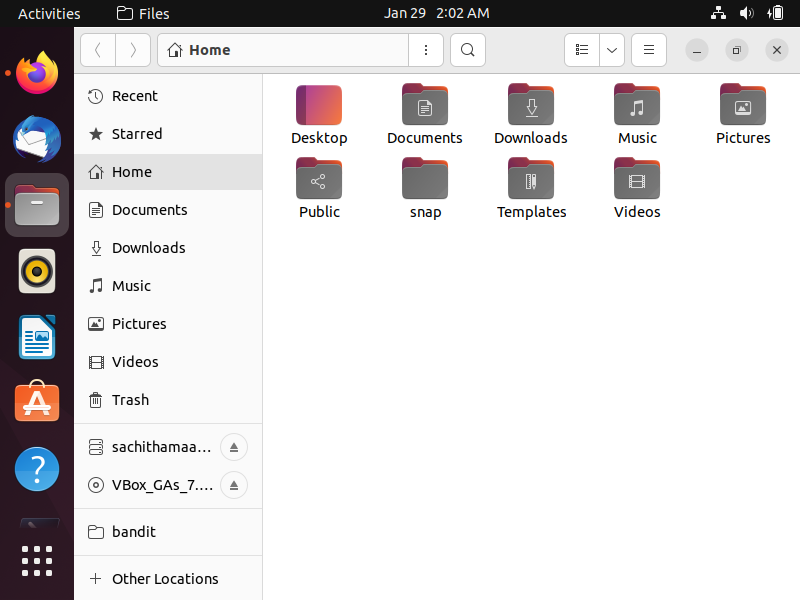 Activities Files Jan 29 2:02 AM
Home
Recent
Starred
Home
Documents
Downloads
Music
Pictures
Videos
Trash
sachithamaa...
VBox_GAs_7....
bandit
Other Locations
Desktop Documents Downloads Music Pictures
Public snap Templates Videos